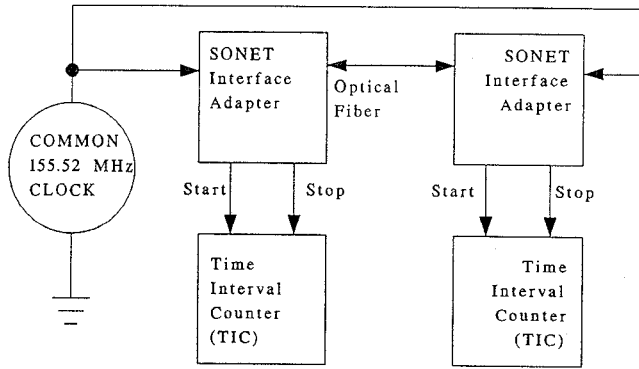 SONET
Interface
Adapter
Optical
Fiber
SONET
Interface
Adapter
COMMON
155.52 MHz
CLOCK
Start
Stop
Start
Stop
Time
Interval
Counter
(TIC)
Time
Interval
Counter
(TIC)